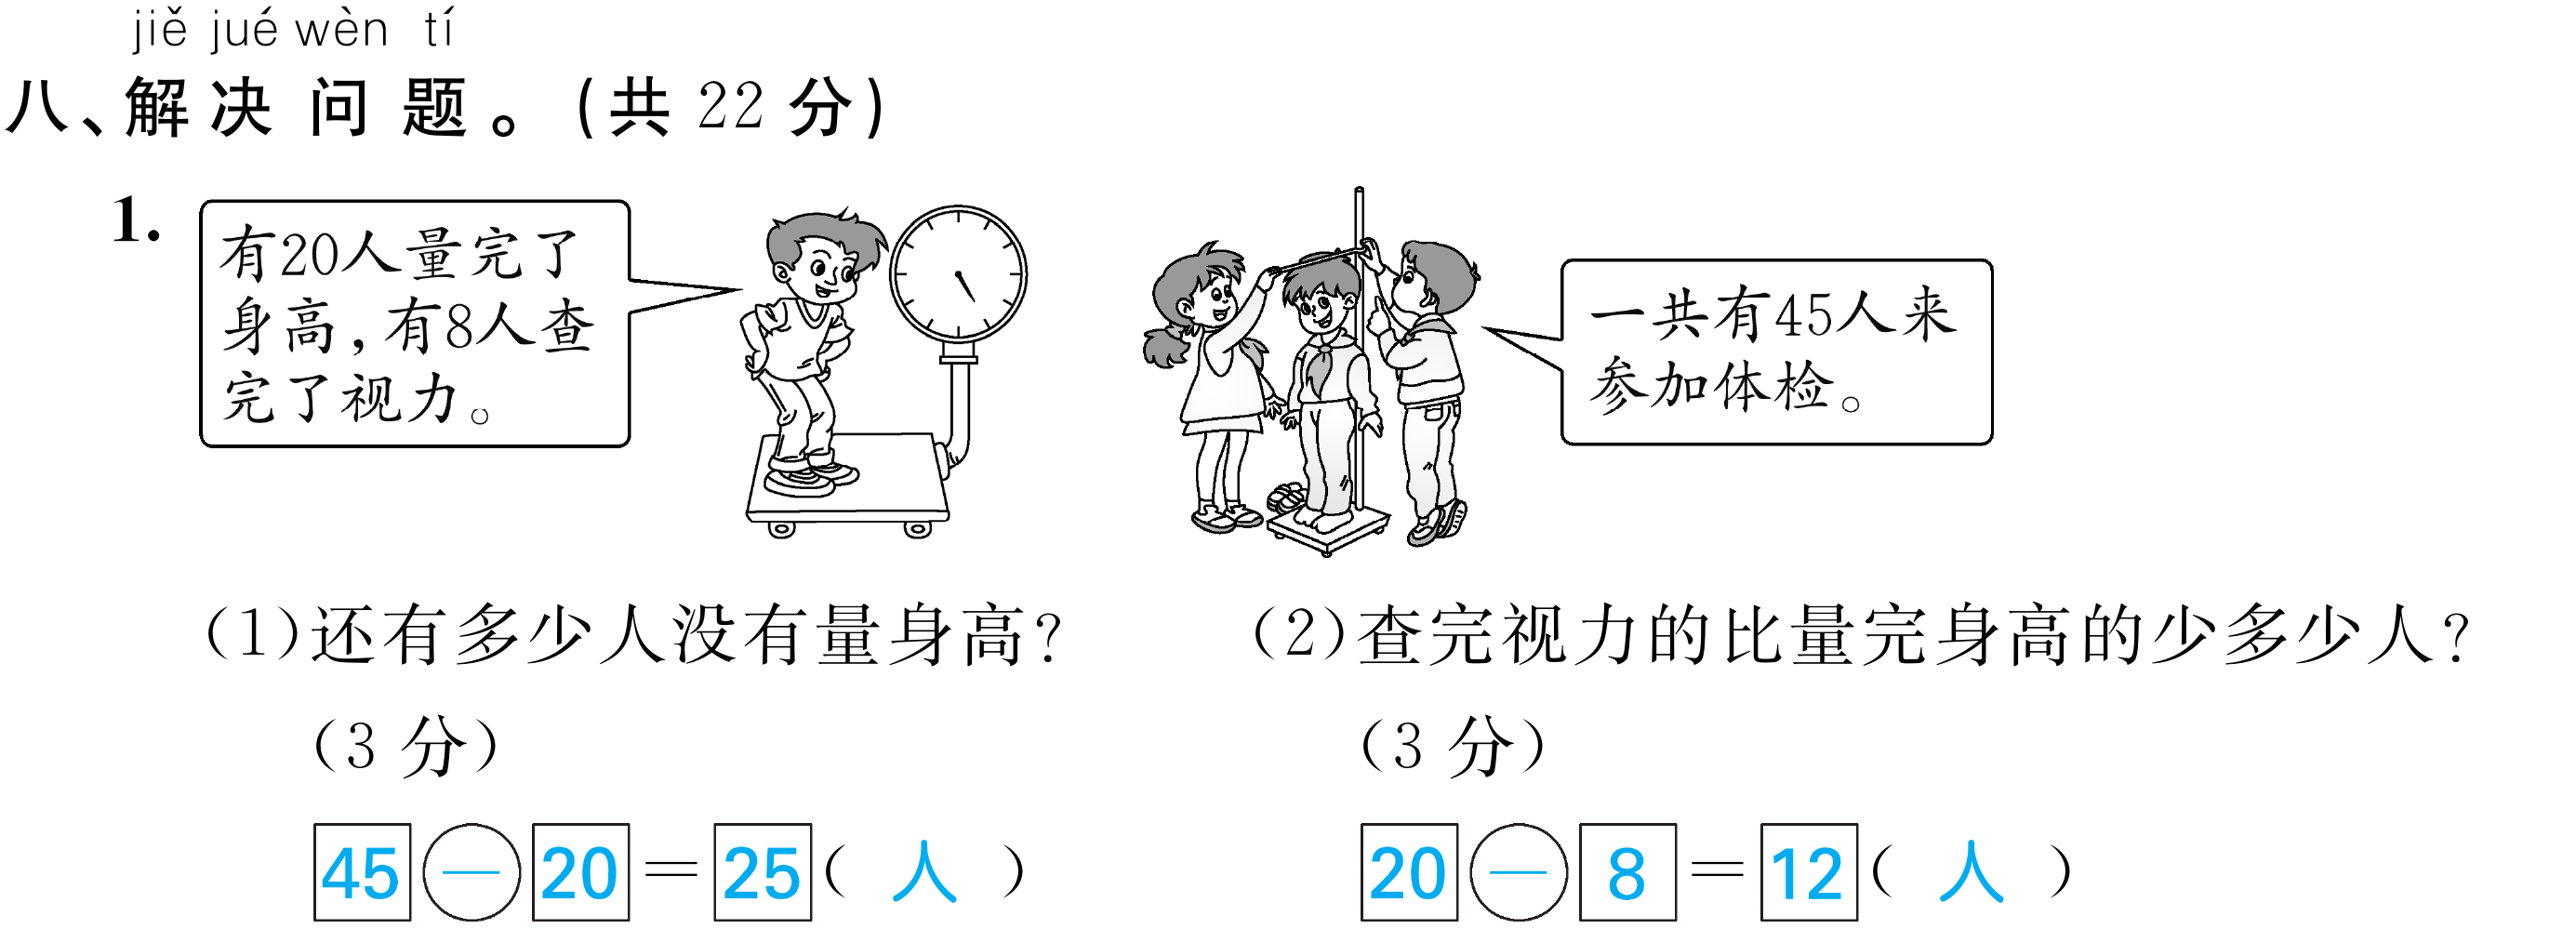 jiě jué wèn tí
八、解决问题。(共 22 分)
1.
有20人量完了
身高,有8人查
完了视力。
一共有45人来
参加体检。
(1)还有多少人没有量身高?
(3 分)
45 — 20 = 25 ( 人 )
(2)查完视力的比量完身高的少多少人?
(3 分)
20 — 8 = 12 ( 人 )